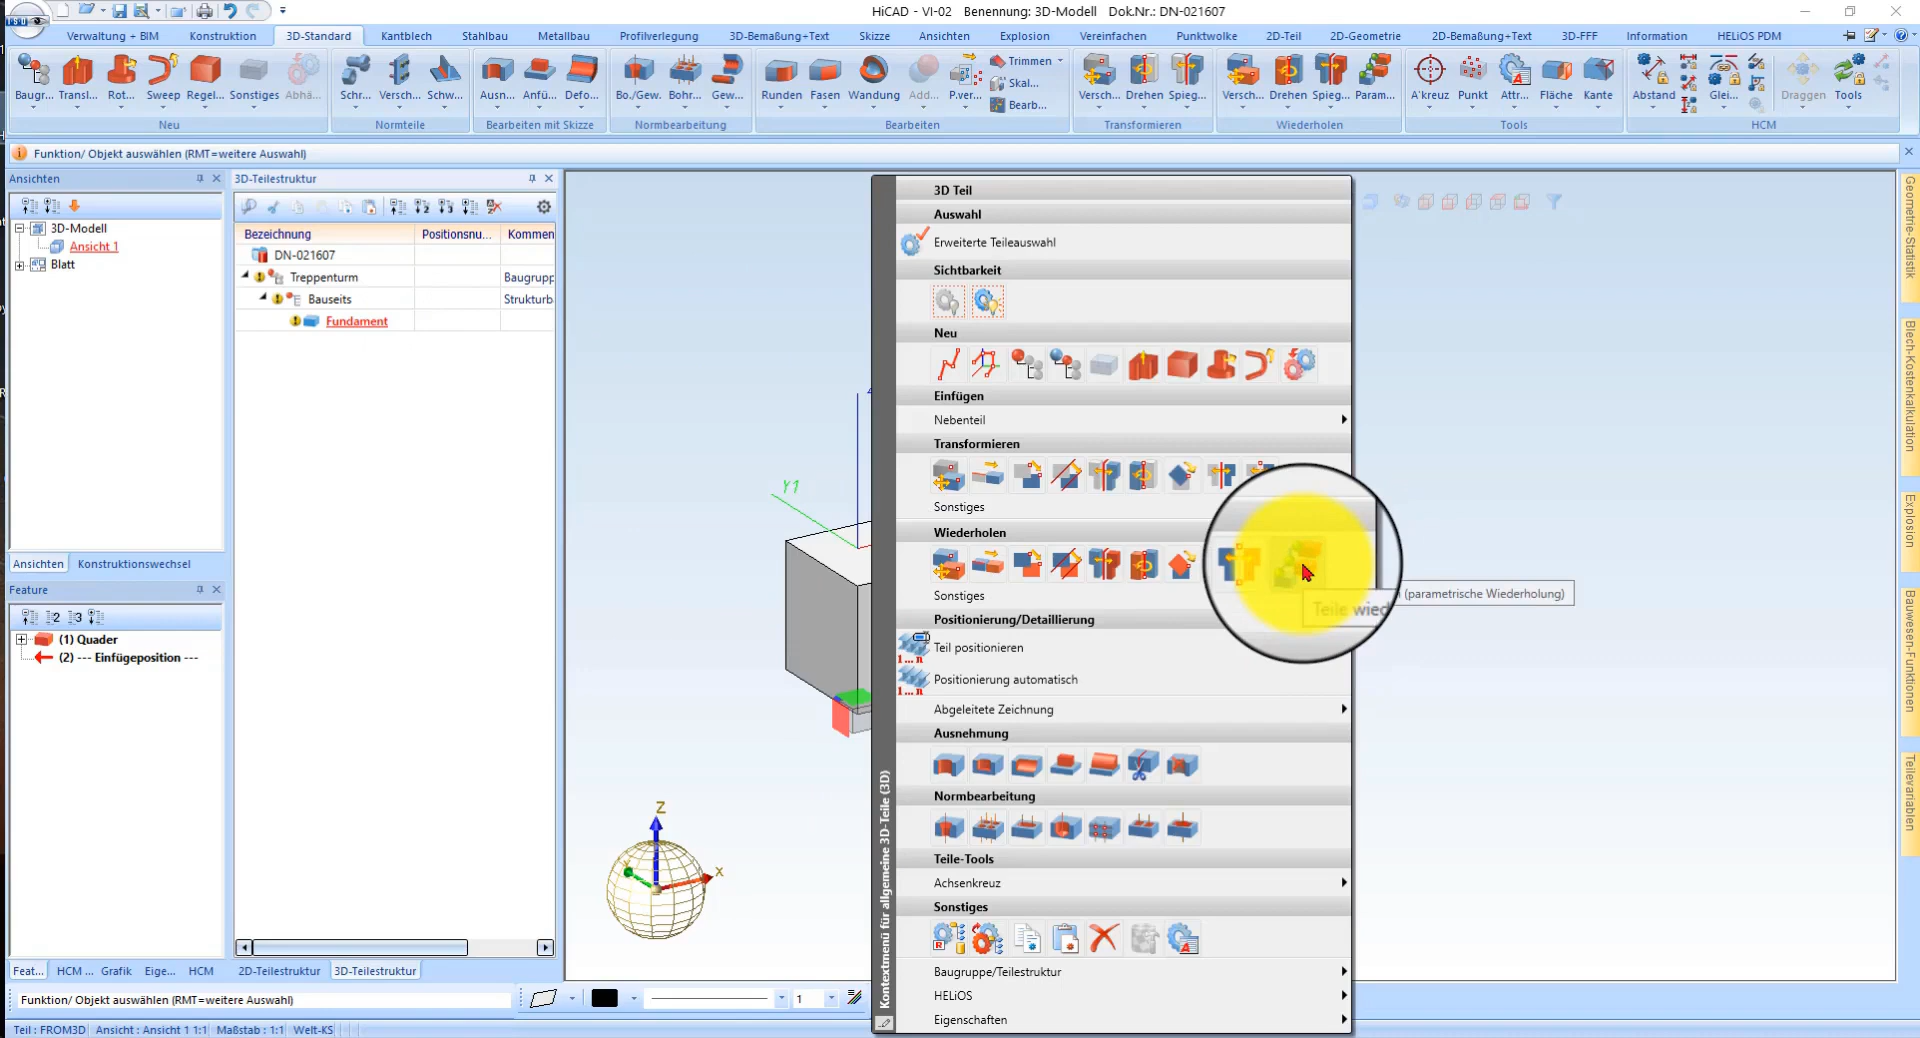 HiCAD - VI-02 Benennung: 3D-Modell Dok.Nr.: DN-021607
Verwaltung + BIM Konstruktion 3D-Standard Kantblech Stahlbau Metallbau Profilverlegung 3D-Bemaßung+Text Skizze Ansichten Explosion Vereinfachen Punktwolke 2D-Teil 2D-Geometrie 2D-Bemaßung+Text 3D-FFF Information HELiOS PDM
Baugr... Transl... Rot... Sweep Regel... Sonstiges Abhä... Schr... Versch... Schw... Ausn... Anfü... Defo... Bo./Gew. Bohr... Gew... Runden Fasen Wandung Add... P.ver... Versch... Drehen Spieg... Versch... Drehen Spieg... Param... A'kreuz Punkt Attr... Fläche Kante Abstand Glei... Draggen Tools
Trimmen
Skal...
Bearb...
Neu Normteile Bearbeiten mit Skizze Normbearbeitung Bearbeiten Transformieren Wiederholen Tools HCM
Funktion/ Objekt auswählen (RMT=weitere Auswahl)
Ansichten
3D-Modell
Ansicht 1
Blatt
Ansichten Konstruktionswechsel
Feature
(1) Quader
(2) --- Einfügeposition ---
Feat... HCM ... Grafik Eige... HCM
3D-Teilestruktur
Bezeichnung Positionsnu... Kommen
DN-021607
Treppenturm Baugrupp
Bauseits Strukturb
Fundament
2D-Teilestruktur 3D-Teilestruktur
Y1
Z
X
Y
3D Teil
Auswahl
Erweiterte Teileauswahl
Sichtbarkeit
Neu
Einfügen
Nebenteil
Transformieren
Sonstiges
Wiederholen
Sonstiges
(parametrische Wiederholung)
Teile wied
Positionierung/Detaillierung
Teil positionieren
Positionierung automatisch
Abgeleitete Zeichnung
Ausnehmung
Normbearbeitung
Teile-Tools
Achsenkreuz
Sonstiges
Baugruppe/Teilestruktur
HELiOS
Eigenschaften
Kontextmenü für allgemeine 3D-Teile (3D)
Geometrie-Statistik
Blech-Kostenkalkulation
Explosion
Bauwesen-Funktionen
Teilevariablen
Funktion/ Objekt auswählen (RMT=weitere Auswahl)
1
Teil : FROM3D Ansicht : Ansicht 1 1:1 Maßstab : 1:1 Welt-KS